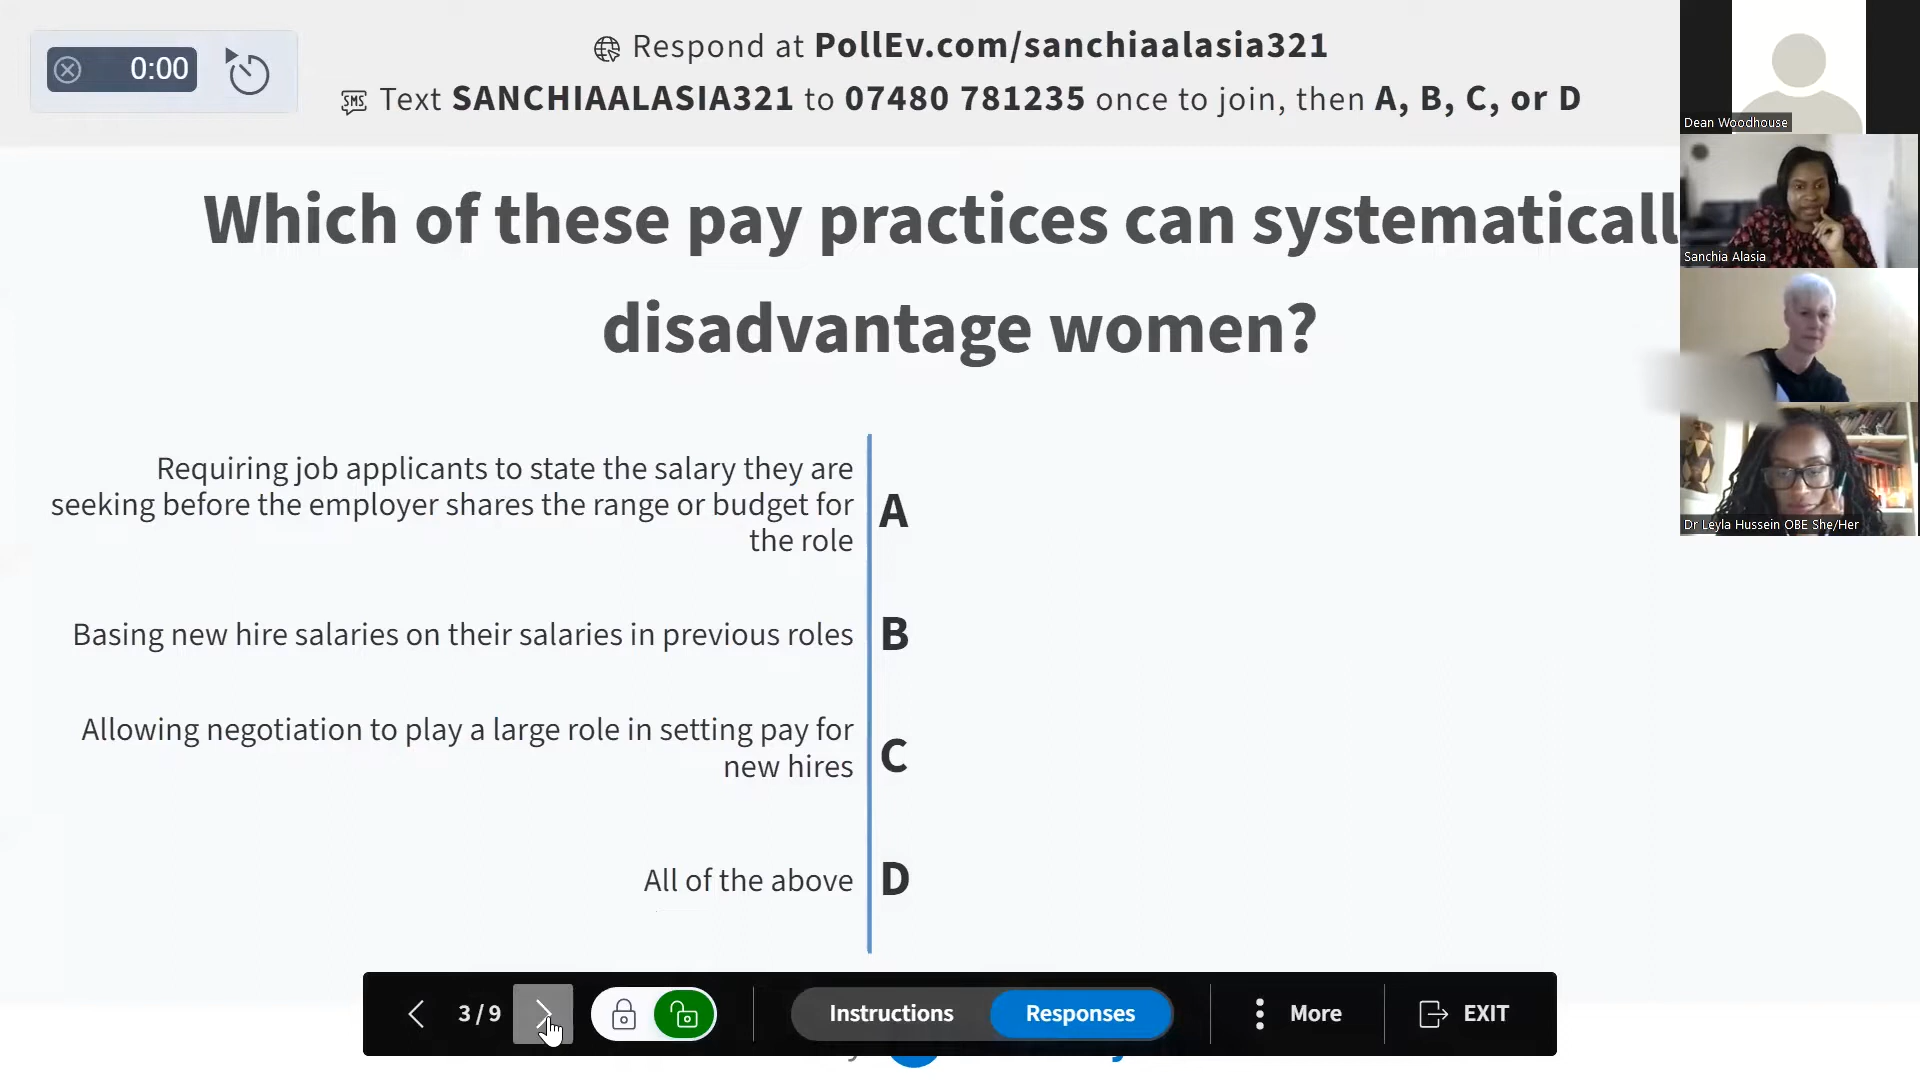 0:00
Respond at PollEv.com/sanchiaalasia321
SMS Text SANCHIAALASIA321 to 07480 781235 once to join, then A, B, C, or D
Which of these pay practices can systematicall
disadvantage women?
Requiring job applicants to state the salary they are
seeking before the employer shares the range or budget for
the role
A
Basing new hire salaries on their salaries in previous roles
B
Allowing negotiation to play a large role in setting pay for
new hires
C
All of the above
D
Dean Woodhouse
Sanchia Alasia
Dr Leyla Hussein OBE She/Her
3 / 9
Instructions
Responses
More
EXIT